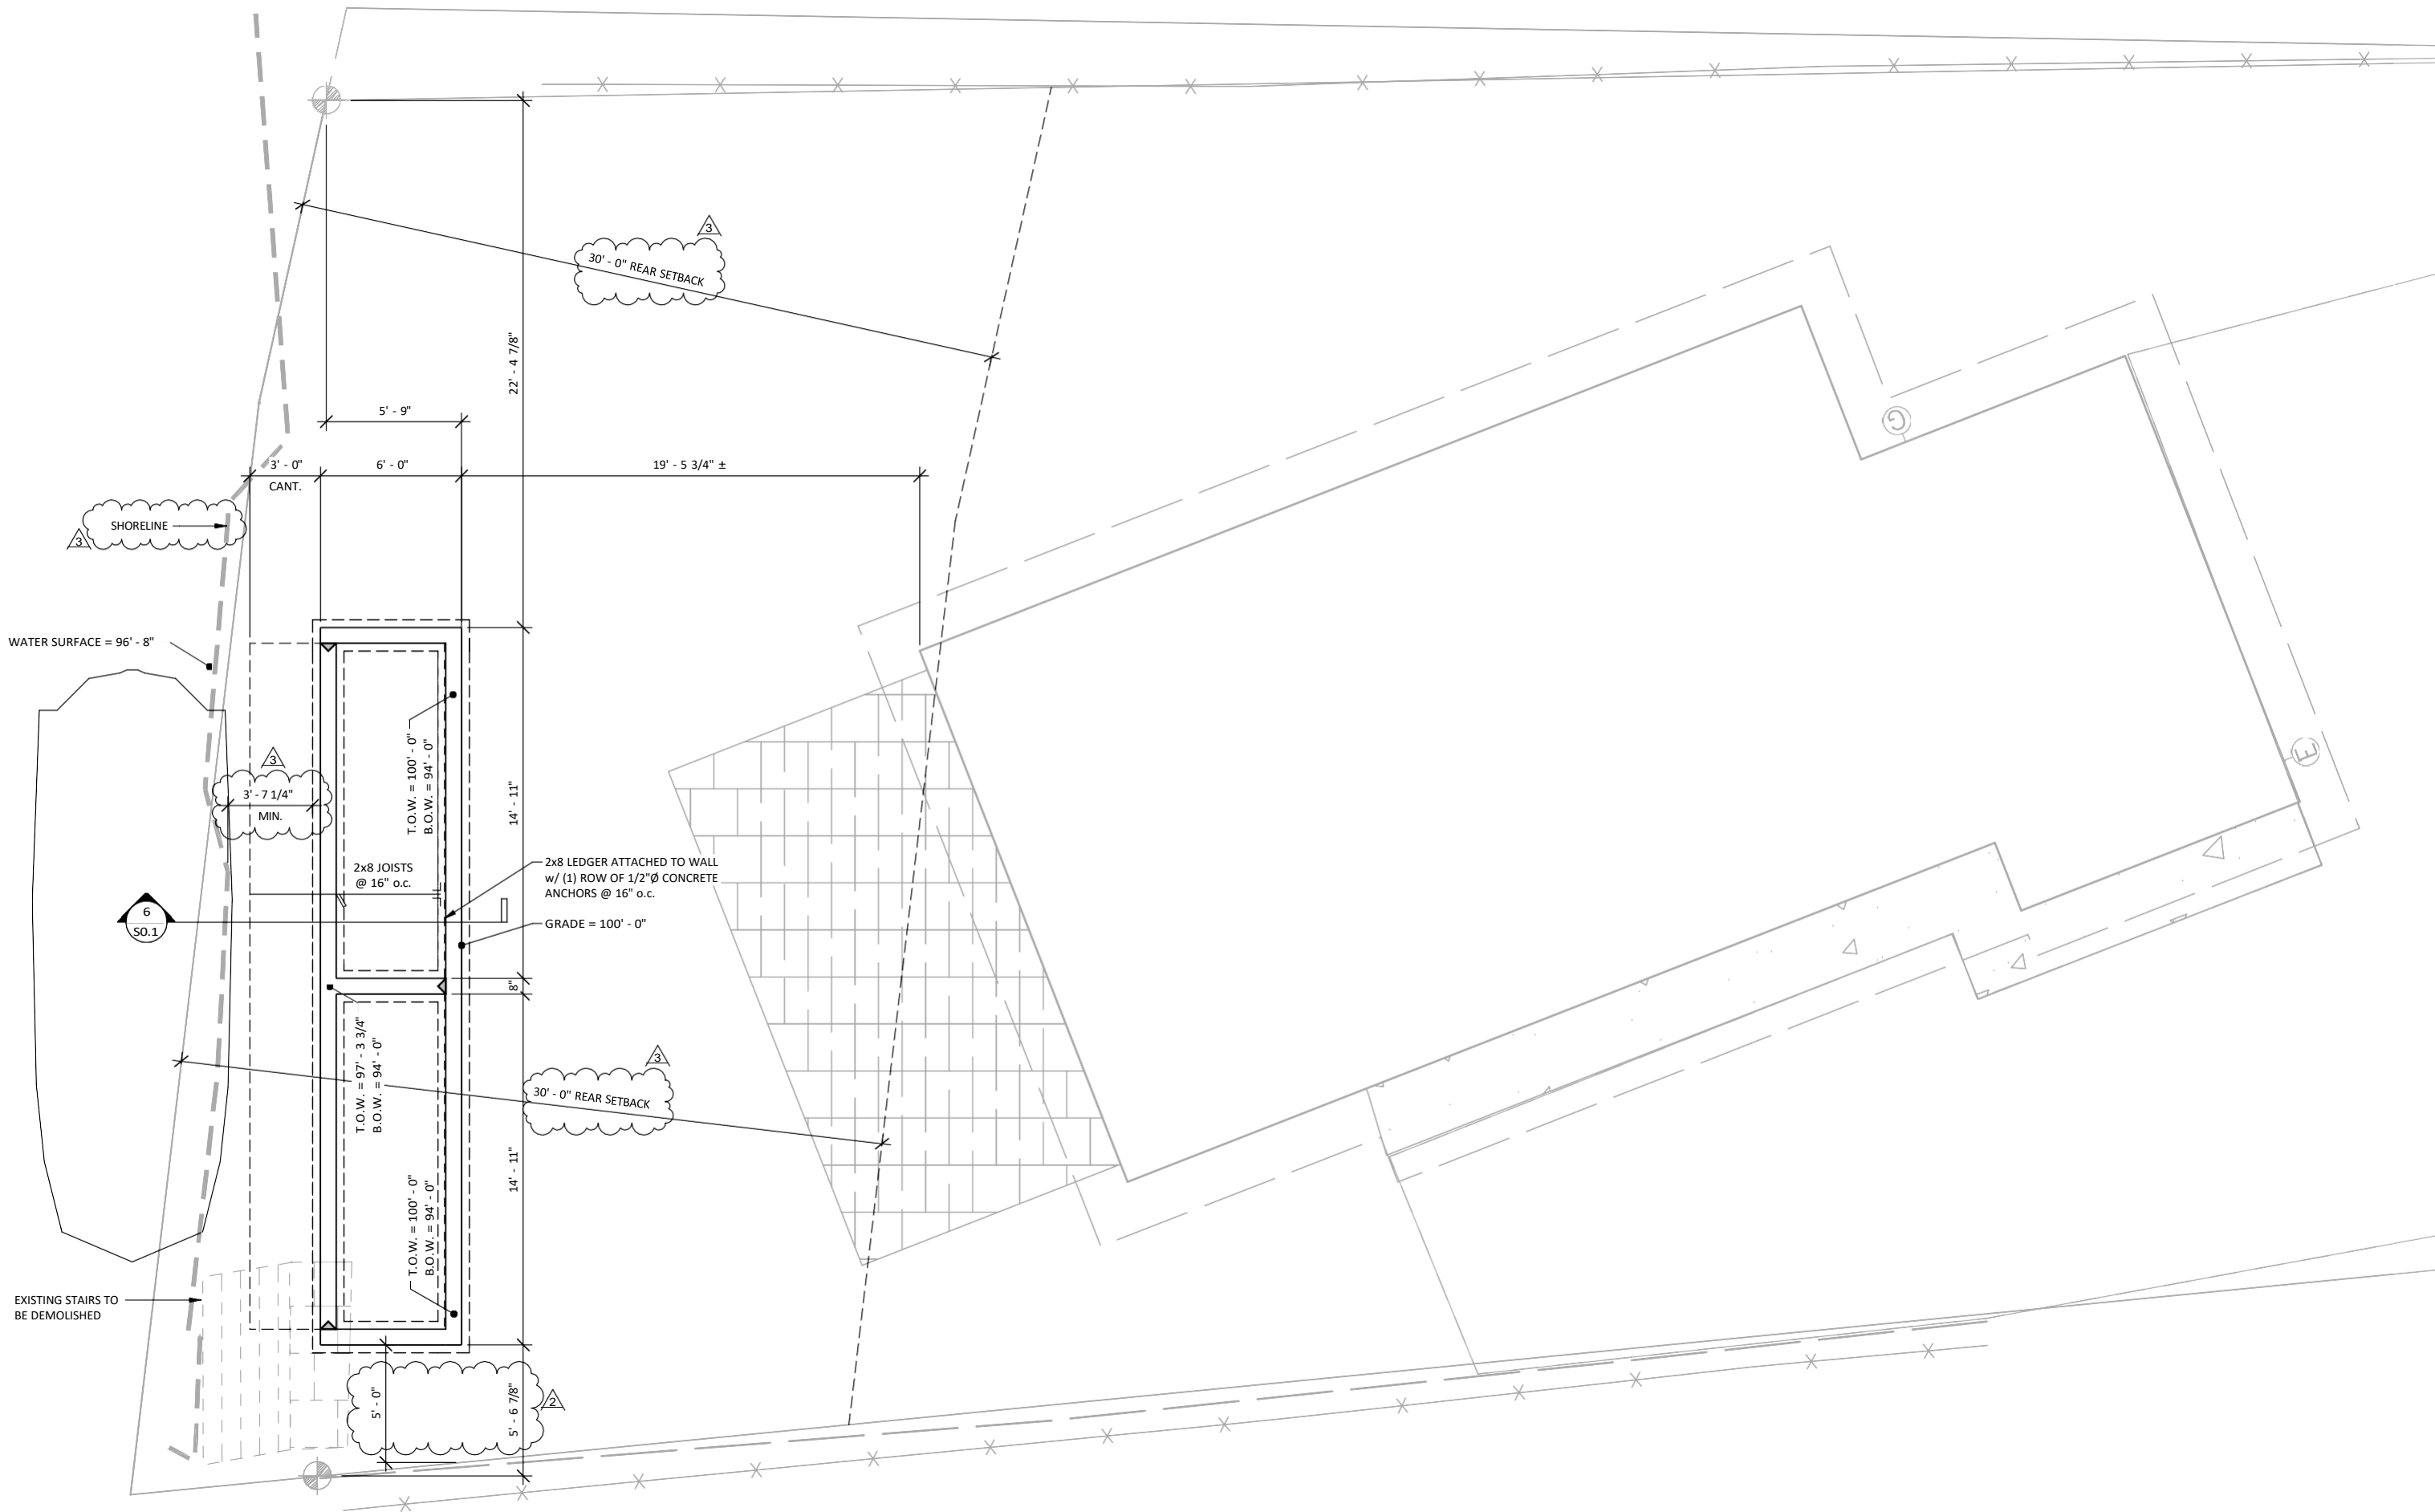 3
30' - 0" REAR SETBACK
22' - 4 7/8"
5' - 9"
3' - 0"
6' - 0"
19' - 5 3/4" ±
CANT.
SHORELINE
3
G
WATER SURFACE = 96' - 8"
T.O.W. = 100' - 0"
B.O.W. = 94' - 0"
3
3' - 7 1/4"
MIN.
14' - 11"
E
2x8 JOISTS
@ 16" o.c.
2x8 LEDGER ATTACHED TO WALL
w/ (1) ROW OF 1/2"Ø CONCRETE
ANCHORS @ 16" o.c.
6
S0.1
GRADE = 100' - 0"
8"
T.O.W. = 97' - 3 3/4"
B.O.W. = 94' - 0"
3
30' - 0" REAR SETBACK
14' - 11"
T.O.W. = 100' - 0"
B.O.W. = 94' - 0"
EXISTING STAIRS TO
BE DEMOLISHED
5' - 0"
5' - 6 7/8"
2